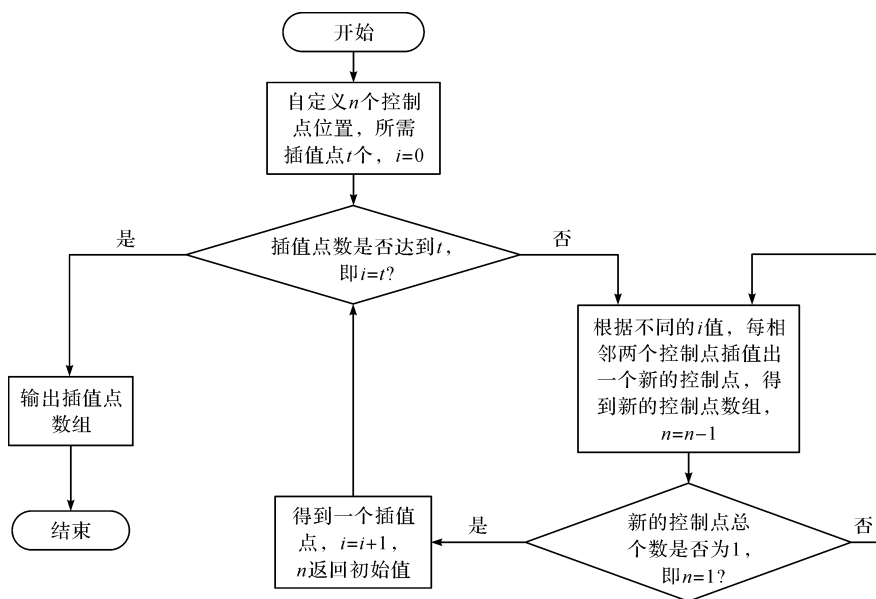 开始
自定义n个控制
点位置，所需
插值点t个，i=0
是
插值点数是否达到t，
即i=t?
否
根据不同的i值，每相
邻两个控制点插值出
一个新的控制点，得
到新的控制点数组，
n=n-1
输出插值点
数组
结束
得到一个插值
点，i=i+1，
n返回初始值
是
新的控制点总
个数是否为1，
即n=1?
否